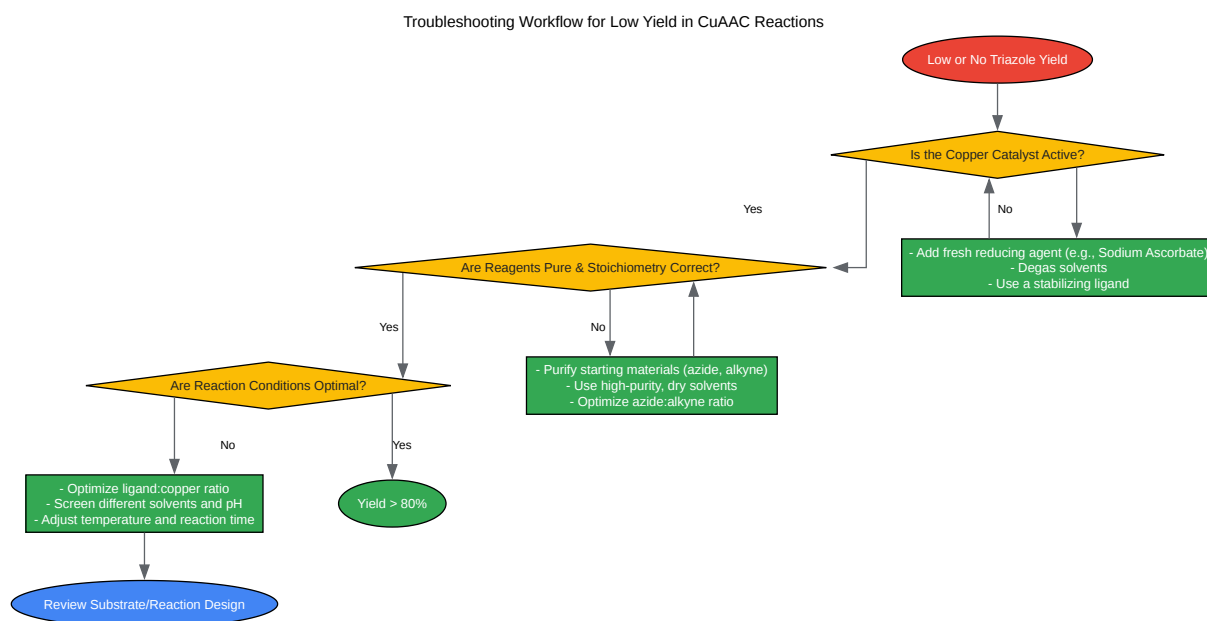 Troubleshooting Workflow for Low Yield in CuAAC Reactions
Low or No Triazole Yield
Is the Copper Catalyst Active?
Yes
No
- Add fresh reducing agent (e.g., Sodium Ascorbate)
- Degas solvents
- Use a stabilizing ligand
Are Reagents Pure & Stoichiometry Correct?
Yes
No
- Purify starting materials (azide, alkyne)
- Use high-purity, dry solvents
- Optimize azide:alkyne ratio
Are Reaction Conditions Optimal?
No
Yes
- Optimize ligand:copper ratio
- Screen different solvents and pH
- Adjust temperature and reaction time
Yield > 80%
Review Substrate/Reaction Design